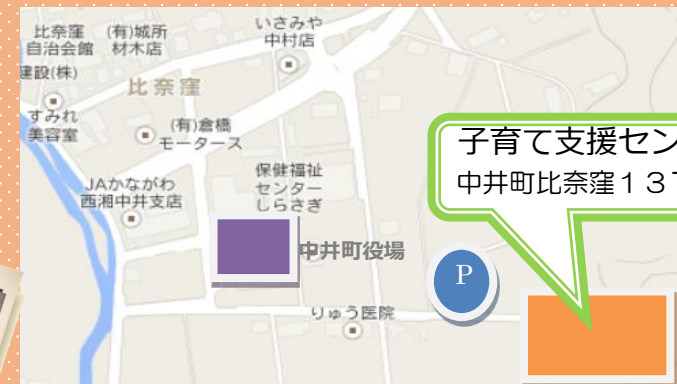 比奈窪
自治会館
(有)城所
材木店
いさみや
中村店
建設(株)
比奈窪
すみれ
美容室
(有)倉橋
モータース
JAかながわ
西湘中井支店
保健福祉
センター
しらさぎ
中井町役場
子育て支援セン
中井町比奈窪１３
P
りゅう医院